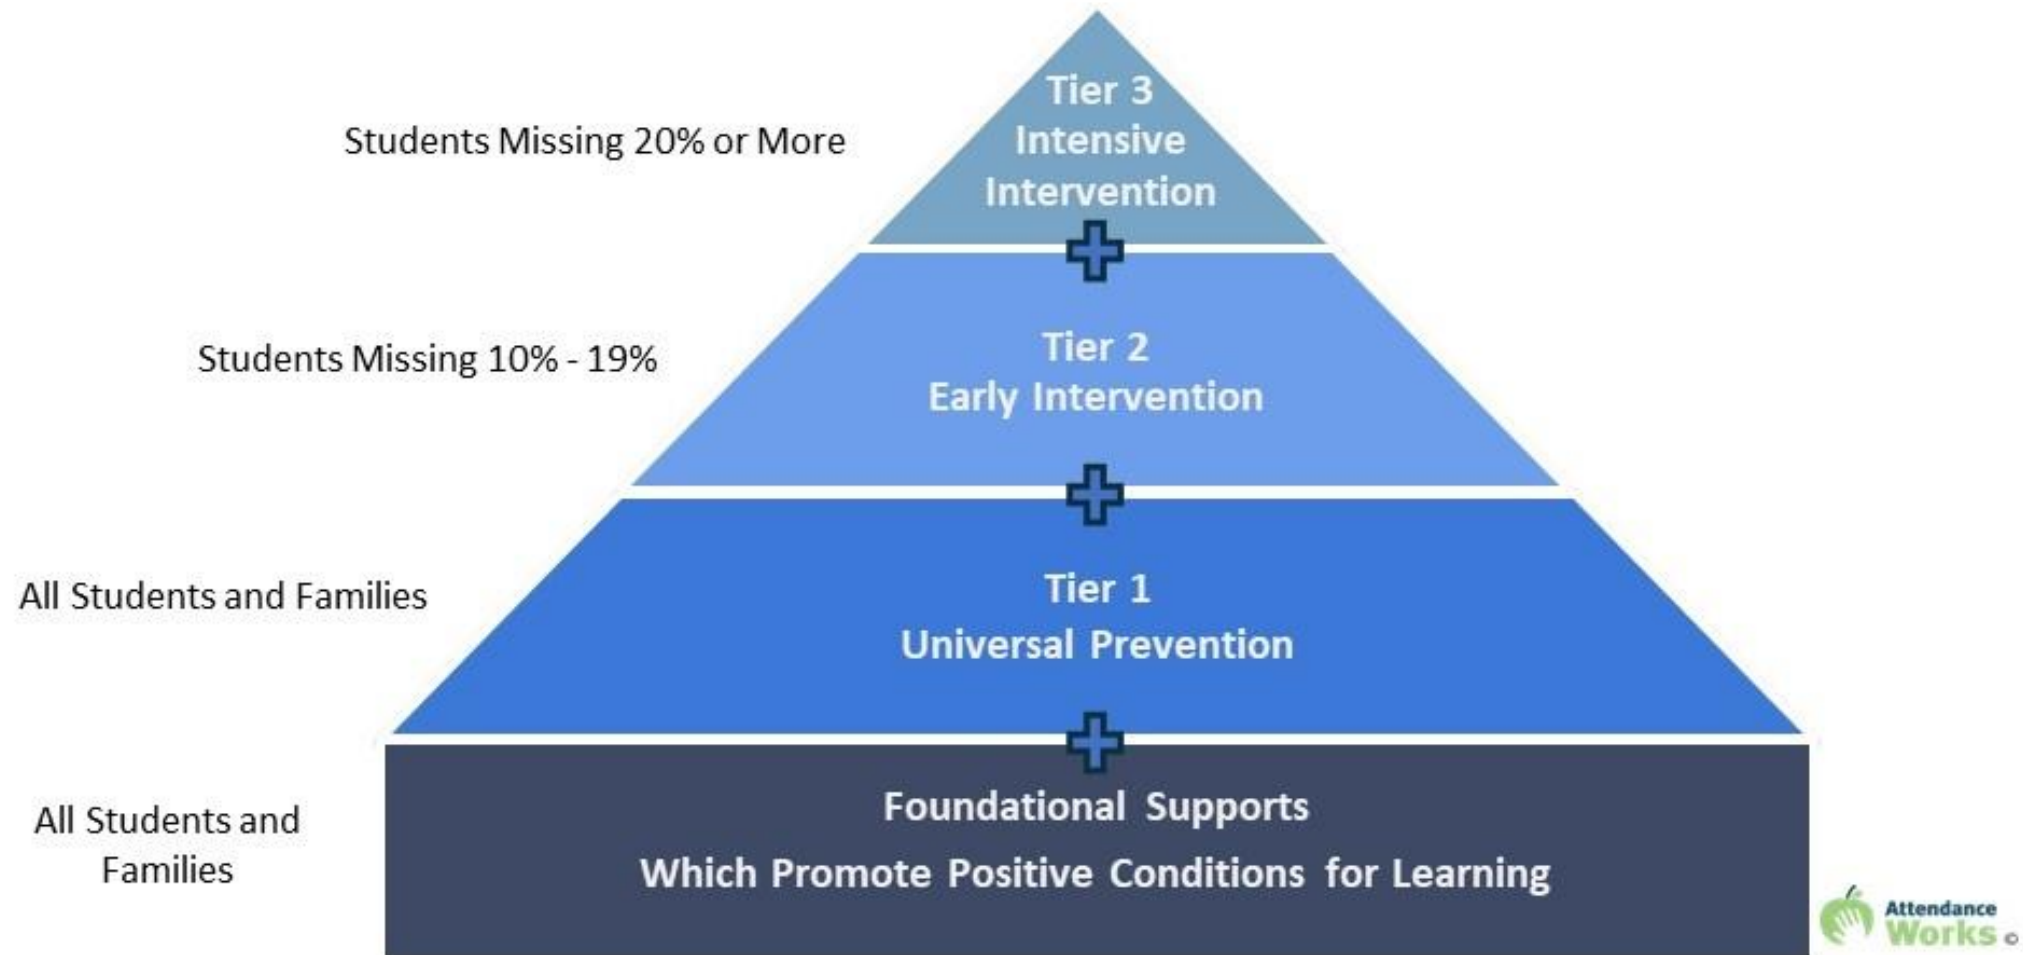 Students Missing 20% or More
Tier 3
Intensive
Intervention
Students Missing 10% - 19%
Tier 2
Early Intervention
All Students and Families
Tier 1
Universal Prevention
All Students and
Families
Foundational Supports
Which Promote Positive Conditions for Learning
Attendance
Works ©